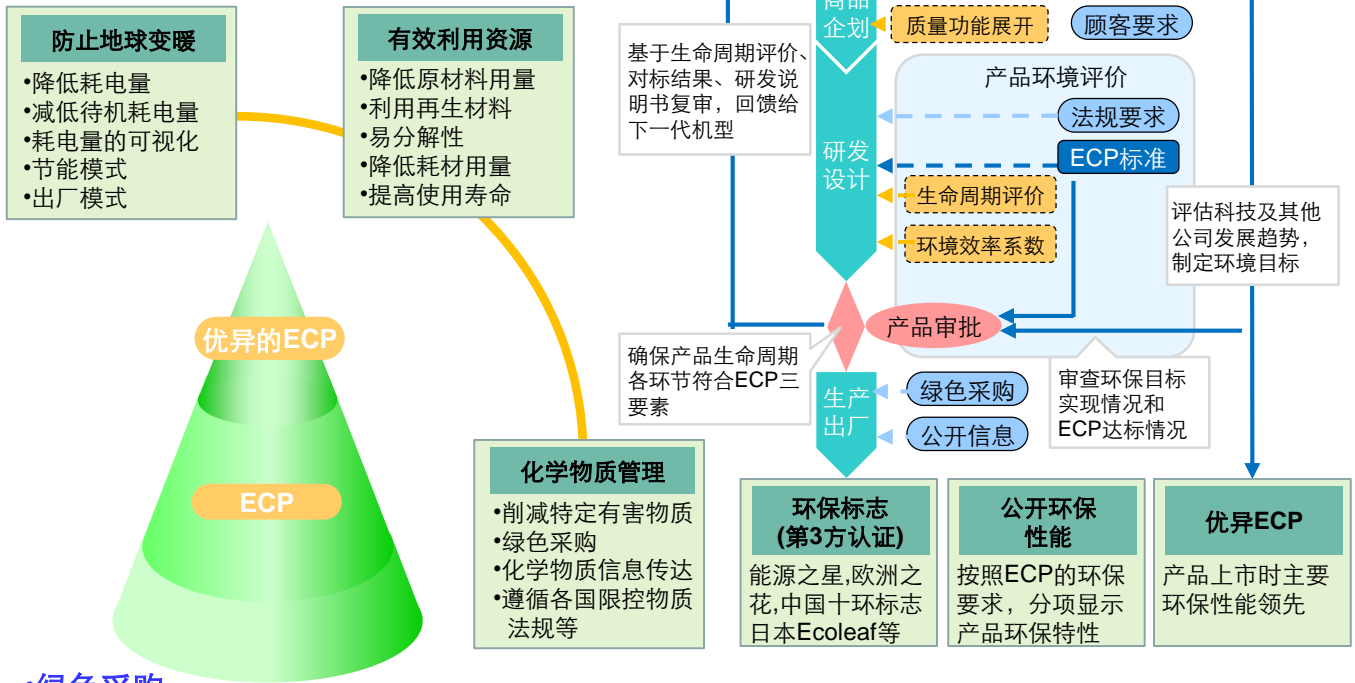 防止地球变暖
•降低耗电量
•减低待机耗电量
•耗电量的可视化
•节能模式
•出厂模式
有效利用资源
•降低原材料用量
•利用再生材料
•易分解性
•降低耗材用量
•提高使用寿命
优异的ECP
ECP
化学物质管理
•削减特定有害物质
•绿色采购
•化学物质信息传达
•遵循各国限控物质
法规等
基于生命周期评价、
对标结果、研发说
明书复审，回馈给
下一代机型
商品
企划
质量功能展开
顾客要求
产品环境评价
法规要求
ECP标准
研发
设计
生命周期评价
环境效率系数
评估科技及其他
公司发展趋势，
制定环境目标
产品审批
确保产品生命周期
各环节符合ECP三
要素
生产
出厂
绿色采购
公开信息
审查环保目标
实现情况和
ECP达标情况
环保标志
(第3方认证)
能源之星,欧洲之
花,中国十环标志
日本Ecoleaf等
公开环保
性能
按照ECP的环保
要求，分项显示
产品环保特性
优异ECP
产品上市时主要
环保性能领先
•绿色采购